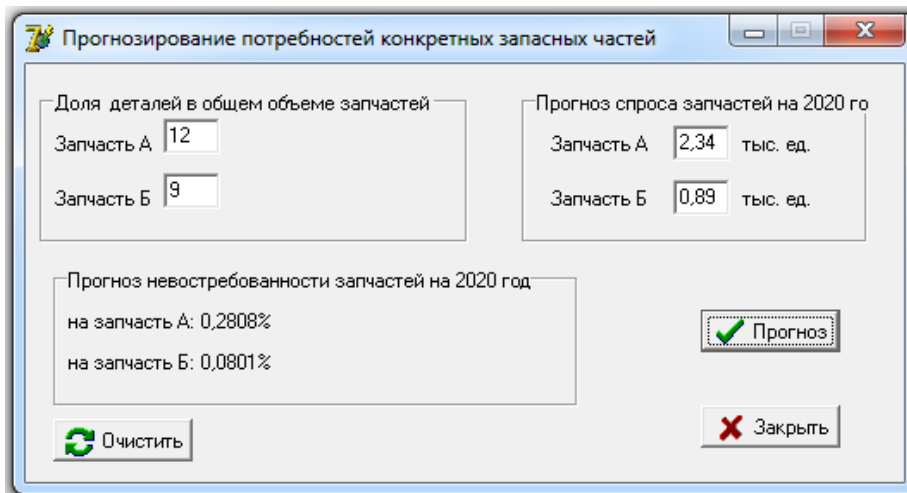 Прогнозирование потребностей конкретных запасных частей
Доля деталей в общем объеме запчастей
Запчасть А 12
Запчасть Б 9
Прогноз спроса запчастей на 2020 го
Запчасть А 2,34 тыс. ед.
Запчасть Б 0,89 тыс. ед.
Прогноз невостребованности запчастей на 2020 год
на запчасть А: 0,2808%
на запчасть Б: 0,0801%
Прогноз
Очистить
Закрыть